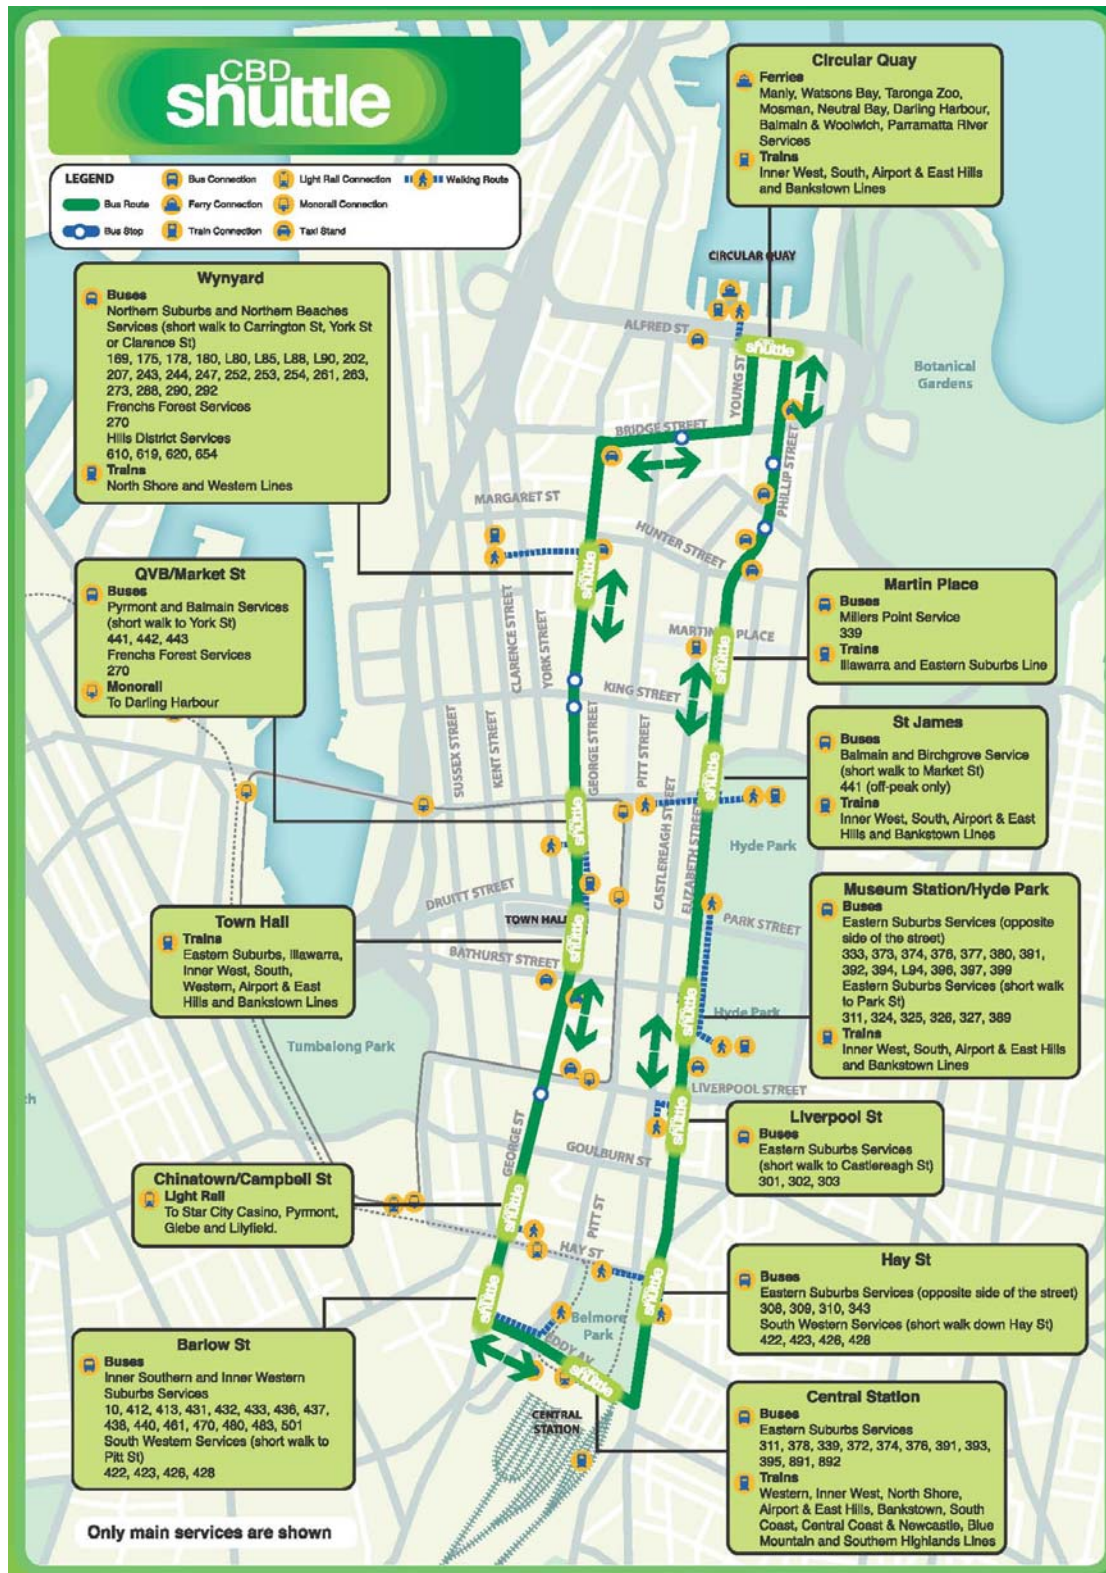 CBD
shuttle
LEGEND
Bus Connection
Light Rail Connection
Walking Route
Bus Route
Ferry Connection
Monorail Connection
Bus Stop
Train Connection
Taxi Stand
Circular Quay
Ferries
Manly, Watsons Bay, Taronga Zoo,
Mosman, Neutral Bay, Darling Harbour,
Balmain & Woolwich, Parramatta River
Services
Trains
Inner West, South, Airport & East Hills
and Bankstown Lines
Wynyard
Buses
Northern Suburbs and Northern Beaches
Services (short walk to Carrington St, York St
or Clarence St)
169, 175, 178, 180, L80, L85, L88, L90, 202,
207, 243, 244, 247, 252, 253, 254, 261, 263,
273, 288, 290, 292
Frenchs Forest Services
270
Hills District Services
610, 619, 620, 654
Trains
North Shore and Western Lines
QVB/Market St
Buses
Pyrmont and Balmain Services
(short walk to York St)
441, 442, 443
Frenchs Forest Services
270
Monorail
To Darling Harbour
Town Hall
Trains
Eastern Suburbs, Illawarra,
Inner West, South,
Western, Airport & East
Hills and Bankstown Lines
Chinatown/Campbell St
Light Rail
To Star City Casino, Pyrmont,
Glebe and Lilyfield.
Barlow St
Buses
Inner Southern and Inner Western
Suburbs Services
10, 412, 413, 431, 432, 433, 436, 437,
438, 440, 461, 470, 480, 483, 501
South Western Services (short walk to
Pitt St)
422, 423, 426, 428
Only main services are shown
Martin Place
Buses
Millers Point Service
339
Trains
Illawarra and Eastern Suburbs Line
St James
Buses
Balmain and Birchgrove Service
(short walk to Market St)
441 (off-peak only)
Trains
Inner West, South, Airport & East
Hills and Bankstown Lines
Museum Station/Hyde Park
Buses
Eastern Suburbs Services (opposite
side of the street)
333, 373, 374, 376, 377, 380, 391,
392, 394, L94, 396, 397, 399
Eastern Suburbs Services (short walk
to Park St)
311, 324, 325, 326, 327, 389
Trains
Inner West, South, Airport & East Hills
and Bankstown Lines
Liverpool St
Buses
Eastern Suburbs Services
(short walk to Castlereagh St)
301, 302, 303
Hay St
Buses
Eastern Suburbs Services (opposite side of the street)
308, 309, 310, 343
South Western Services (short walk down Hay St)
422, 423, 426, 428
Central Station
Buses
Eastern Suburbs Services
311, 378, 339, 372, 374, 376, 391, 393,
395, 891, 892
Trains
Western, Inner West, North Shore,
Airport & East Hills, Bankstown, South
Coast, Central Coast & Newcastle, Blue
Mountain and Southern Highlands Lines
CIRCULAR QUAY
ALFRED ST
shuttle
YOUNG ST
Botanical
Gardens
BRIDGE STREET
PHILLIP STREET
MARGARET ST
HUNTER STREET
shuttle
CLARENCE STREET
YORK STREET
MARTIN PLACE
shuttle
KING STREET
SUSSEX STREET
KENT STREET
GEORGE STREET
PITT STREET
CASTLEREAGH STREET
ELIZABETH STREET
shuttle
shuttle
Hyde Park
DRUITT STREET
TOWN HALL
PARK STREET
BATHURST STREET
shuttle
shuttle
Hyde Park
Tumbalong Park
LIVERPOOL STREET
shuttle
GEORGE ST
GOULBURN ST
shuttle
PITT ST
HAY ST
shuttle
shuttle
Belmore
Park
EDDY AV
shuttle
CENTRAL
STATION